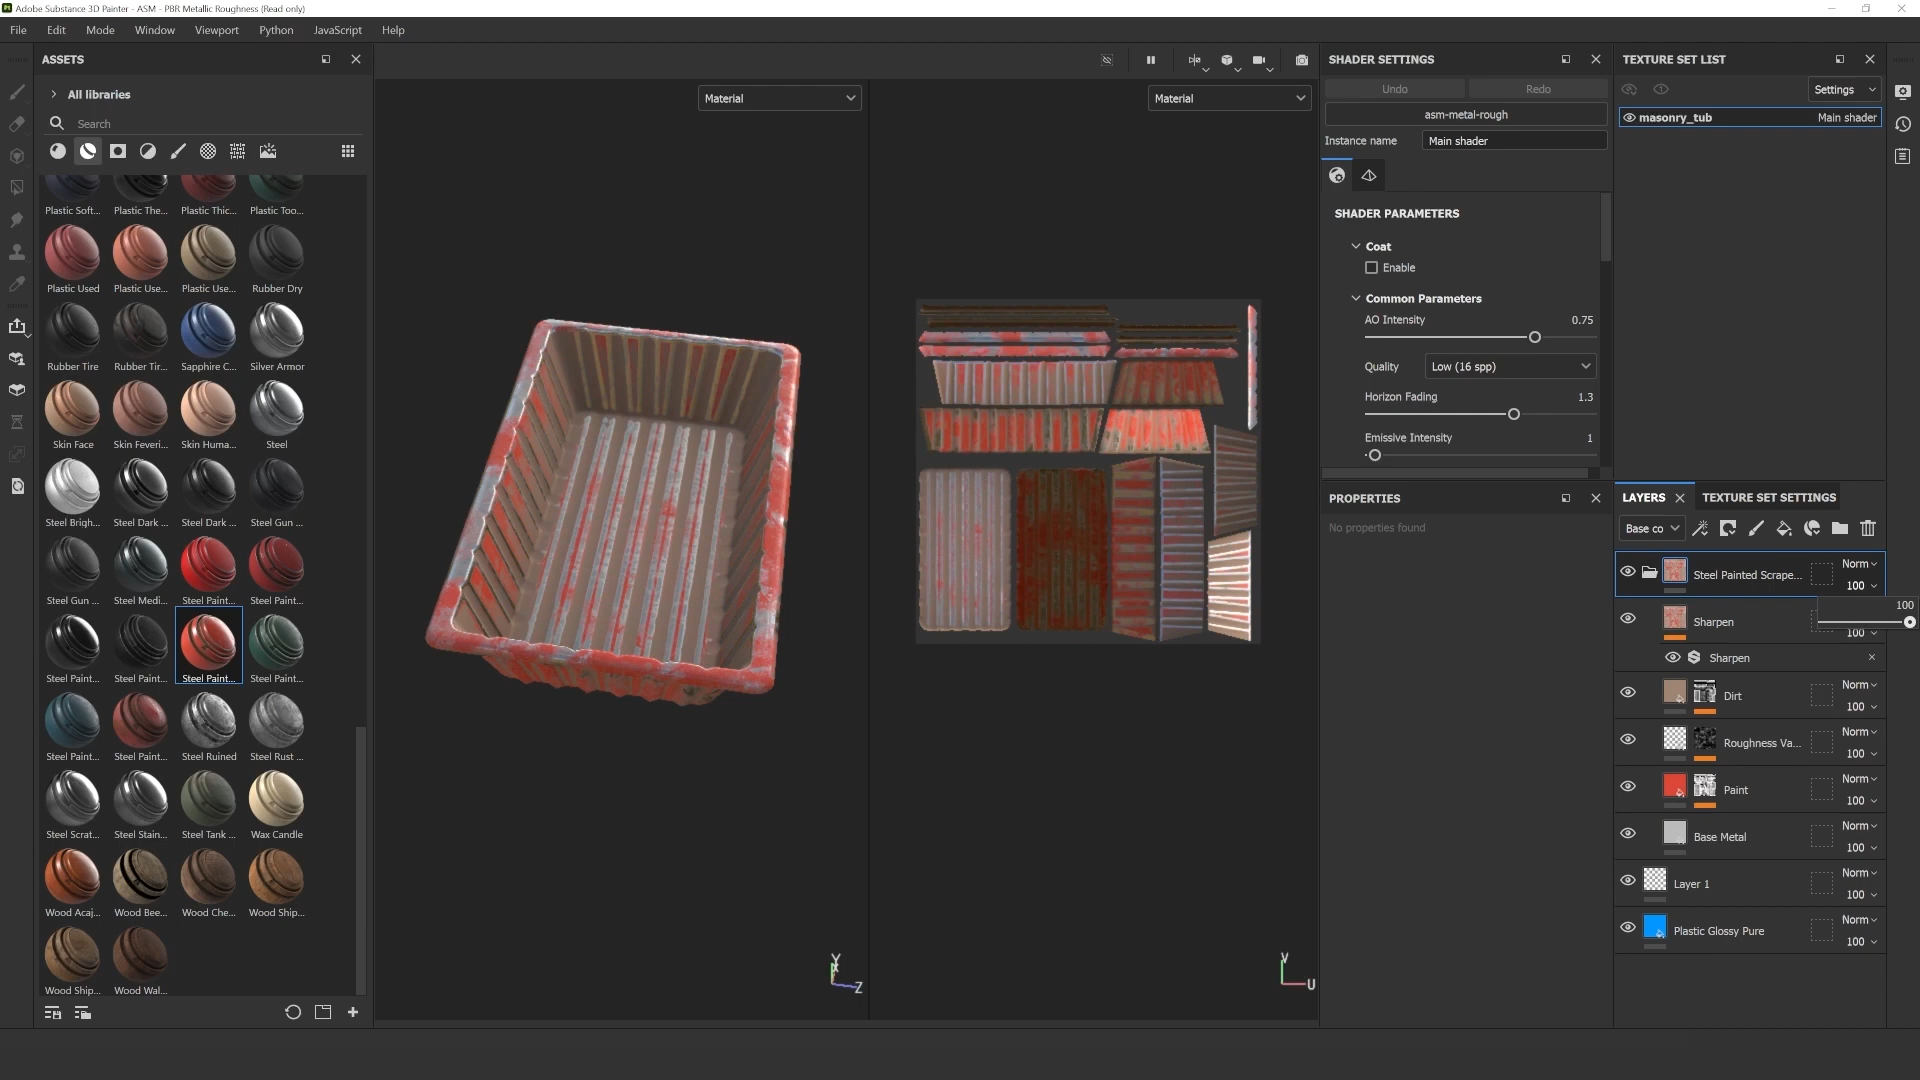 Adobe Substance 3D Painter - ASM - PBR Metallic Roughness (Read only)
File Edit Mode Window Viewport Python JavaScript Help
ASSETS
All libraries
Search
Plastic Soft... Plastic The... Plastic Thic... Plastic Too...
Plastic Used Plastic Use... Plastic Use... Rubber Dry
Rubber Tire Rubber Tir... Sapphire C... Silver Armor
Skin Face Skin Feveri... Skin Huma... Steel
Steel Brigh... Steel Dark ... Steel Dark ... Steel Gun ...
Steel Gun ... Steel Medi... Steel Paint... Steel Paint...
Steel Paint... Steel Paint... Steel Paint... Steel Paint...
Steel Paint... Steel Paint... Steel Ruined Steel Rust ...
Steel Scrat... Steel Stain... Steel Tank ... Wax Candle
Wood Acaj... Wood Bee... Wood Che... Wood Ship...
Wood Ship... Wood Wal...
Material
Y
Z
Material
V
U
SHADER SETTINGS
Undo Redo
asm-metal-rough
Instance name Main shader
SHADER PARAMETERS
Coat
Enable
Common Parameters
AO Intensity 0.75
Quality Low (16 spp)
Horizon Fading 1.3
Emissive Intensity 1
PROPERTIES
No properties found
TEXTURE SET LIST
Settings
masonry_tub Main shader
LAYERS TEXTURE SET SETTINGS
Base co
Steel Painted Scrape... Norm
100
100
Sharpen
100
Sharpen
Dirt Norm
100
Roughness Va... Norm
100
Paint Norm
100
Base Metal Norm
100
Layer 1 Norm
100
Plastic Glossy Pure Norm
100